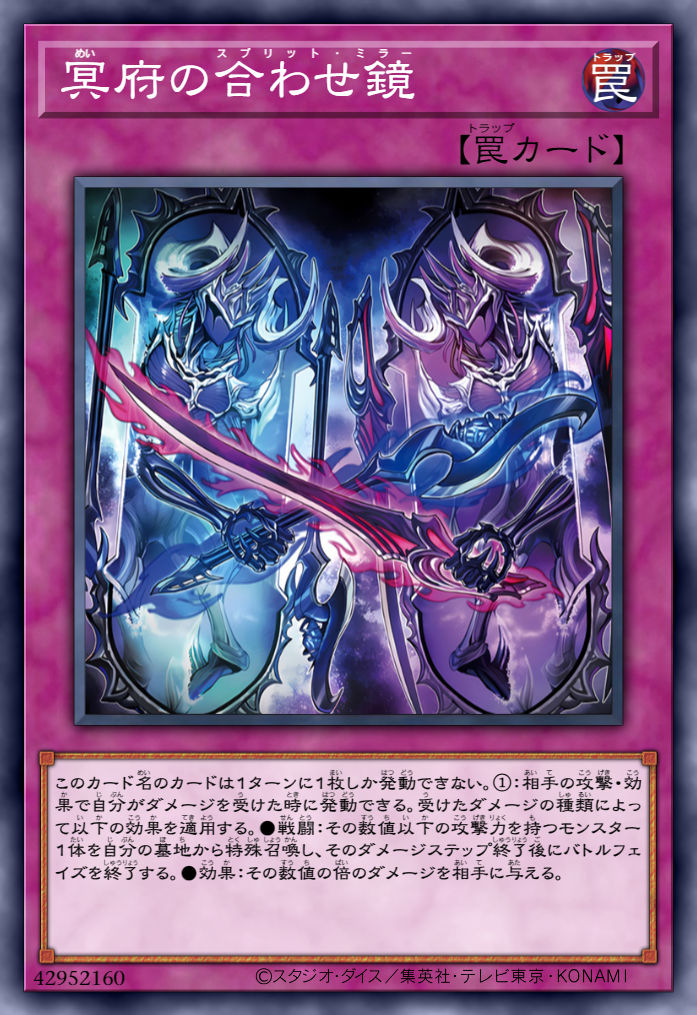 冥府の合わせ鏡
めい
スプリット・ミラー
罠
トラップ
【罠カード】
トラップ
このカード名のカードは1ターンに1枚しか発動できない。①:相手の攻撃・効
果で自分がダメージを受けた時に発動できる。受けたダメージの種類によっ
て以下の効果を適用する。●戦闘:その数値以下の攻撃力を持つモンスター
1体を自分の墓地から特殊召喚し、そのダメージステップ終了後にバトルフェ
イズを終了する。●効果:その数値の倍のダメージを相手に与える。
42952160
©スタジオ・ダイス/集英社・テレビ東京・KONAMI